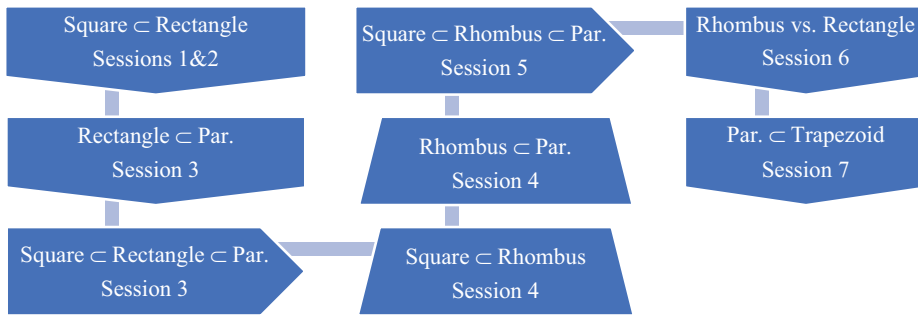 Square ⊂ Rectangle
Sessions 1&2
Rectangle ⊂ Par.
Session 3
Square ⊂ Rectangle ⊂ Par.
Session 3
Square ⊂ Rhombus
Session 4
Rhombus ⊂ Par.
Session 4
Square ⊂ Rhombus ⊂ Par.
Session 5
Rhombus vs. Rectangle
Session 6
Par. ⊂ Trapezoid
Session 7